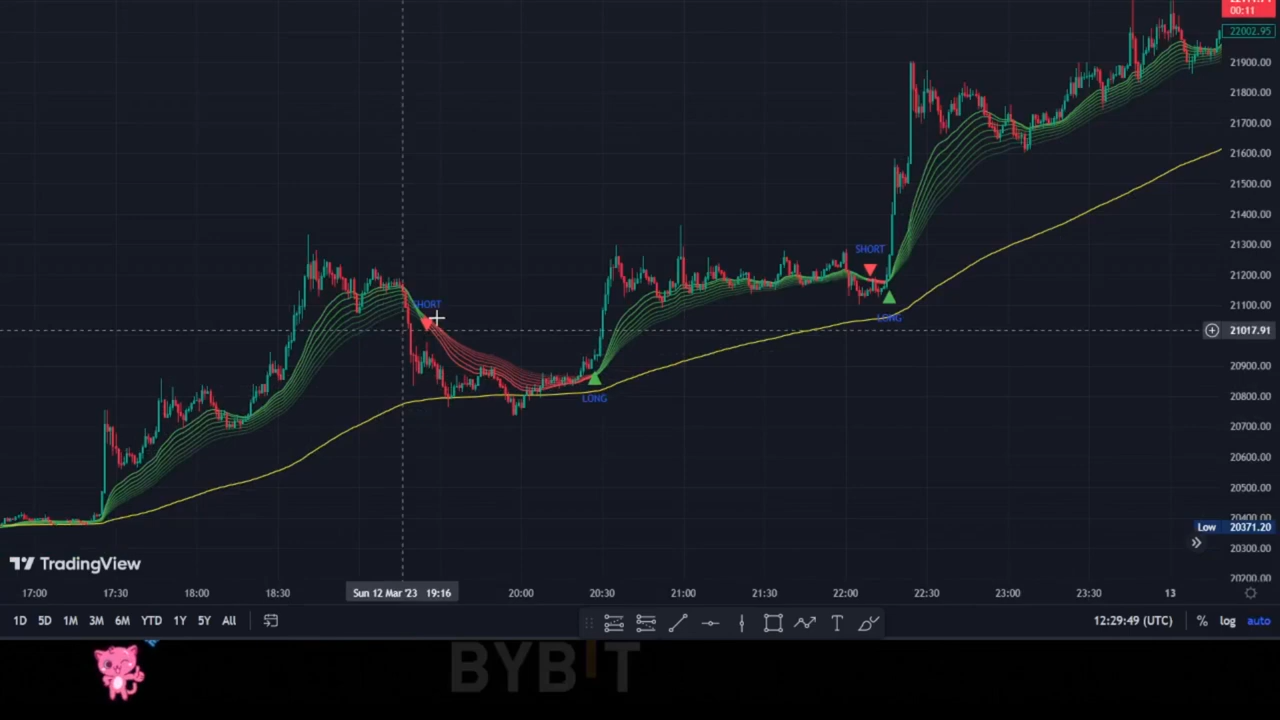 00:11
22002.95
21900.00
21800.00
21700.00
21600.00
21500.00
21400.00
21300.00
21200.00
21100.00
21017.91
20900.00
20800.00
20700.00
20600.00
20500.00
20400.00
Low 20371.20
20300.00
20200.00
SHORT
LONG
SHORT
LONG
TradingView
17:00 17:30 18:00 18:30 Sun 12 Mar '23 19:16 20:00 20:30 21:00 21:30 22:00 22:30 23:00 23:30 13
1D 5D 1M 3M 6M YTD 1Y 5Y All 12:29:49 (UTC) % log auto
BYBIT